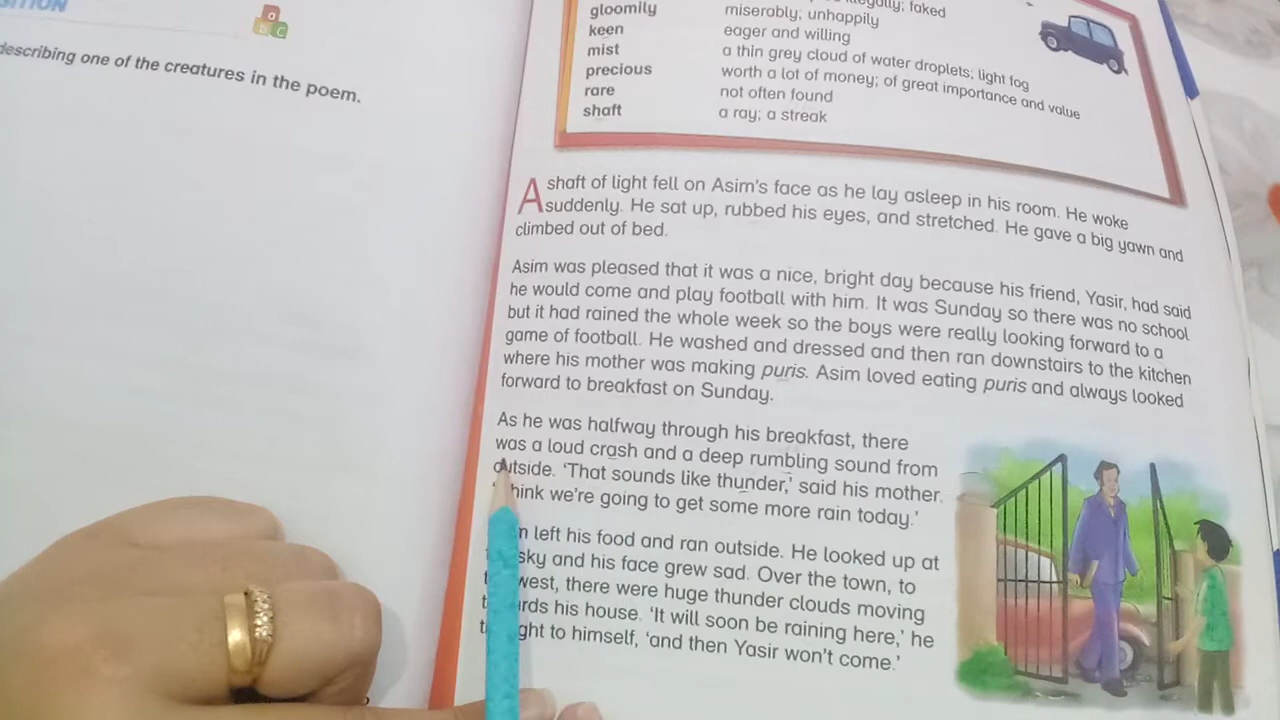 describing one of the creatures in the poem.
faked
gloomily miserably; unhappily
keen eager and willing
mist a thin grey cloud of water droplets; light fog
precious worth a lot of money; of great importance and value
rare not often found
shaft a ray; a streak
A shaft of light fell on Asim's face as he lay asleep in his room. He woke
suddenly. He sat up, rubbed his eyes, and stretched. He gave a big yawn and
climbed out of bed.
Asim was pleased that it was a nice, bright day because his friend, Yasir, had said
he would come and play football with him. It was Sunday so there was no school
but it had rained the whole week so the boys were really looking forward to a
game of football. He washed and dressed and then ran downstairs to the kitchen
where his mother was making puris. Asim loved eating puris and always looked
forward to breakfast on Sunday.
As he was halfway through his breakfast, there
was a loud crash and a deep rumbling sound from
outside. 'That sounds like thunder,' said his mother.
think we're going to get some more rain today.'
left his food and ran outside. He looked up at
sky and his face grew sad. Over the town, to
west, there were huge thunder clouds moving
towards his house. 'It will soon be raining here,' he
thought to himself, 'and then Yasir won't come.'